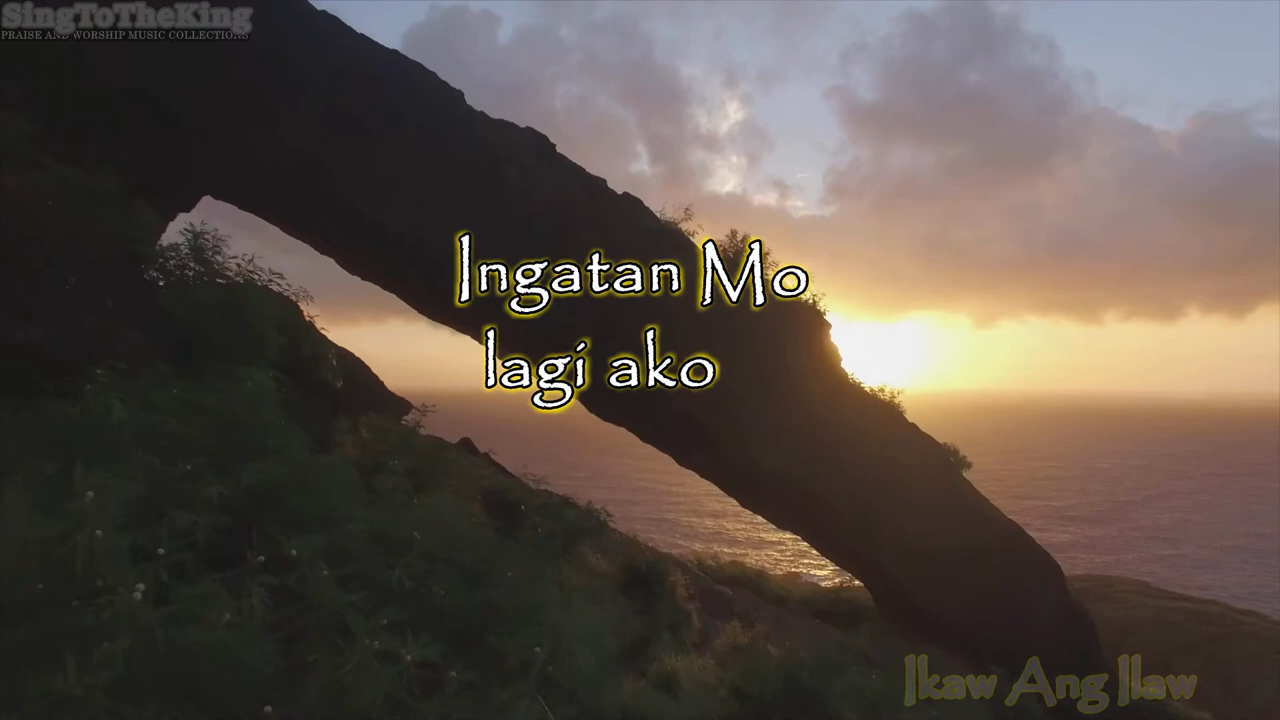 SingToTheKing
PRAISE AND WORSHIP MUSIC COLLECTIONS
Ingatan Mo
lagi ako
Ikaw Ang Ilaw